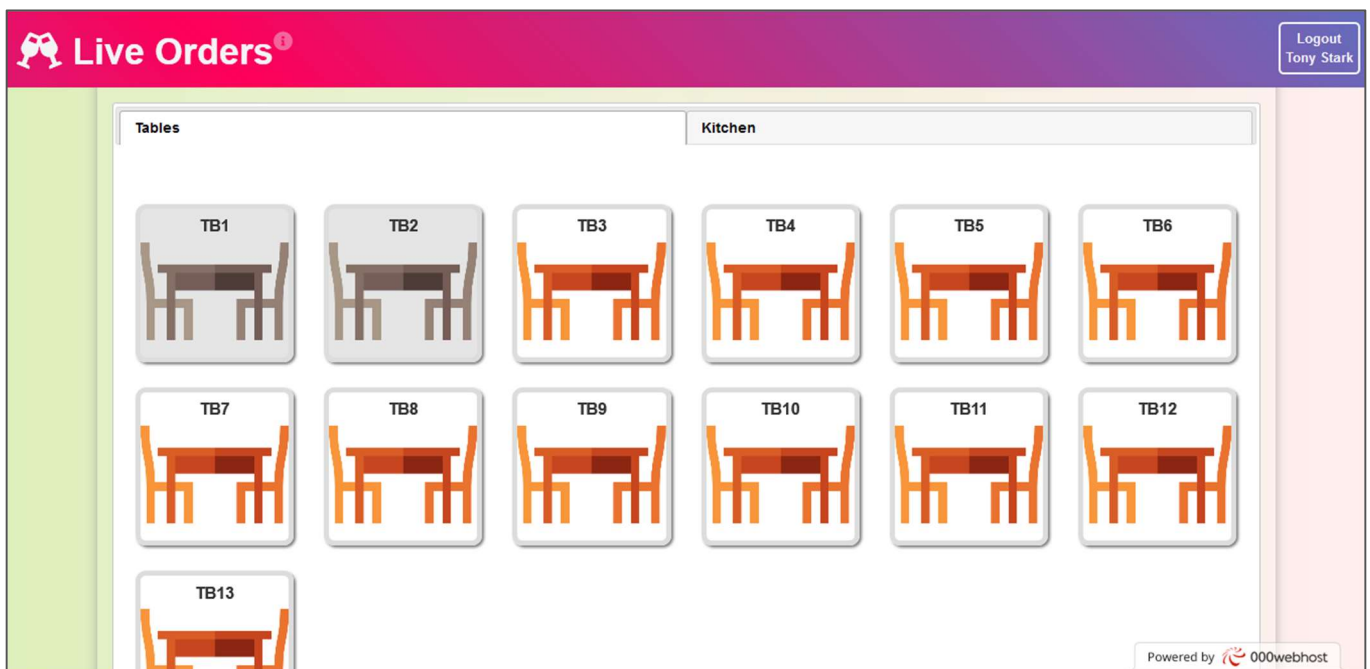 Live Orders
Logout
Tony Stark
Tables
Kitchen
TB1
TB2
TB3
TB4
TB5
TB6
TB7
TB8
TB9
TB10
TB11
TB12
TB13
Powered by 000webhost